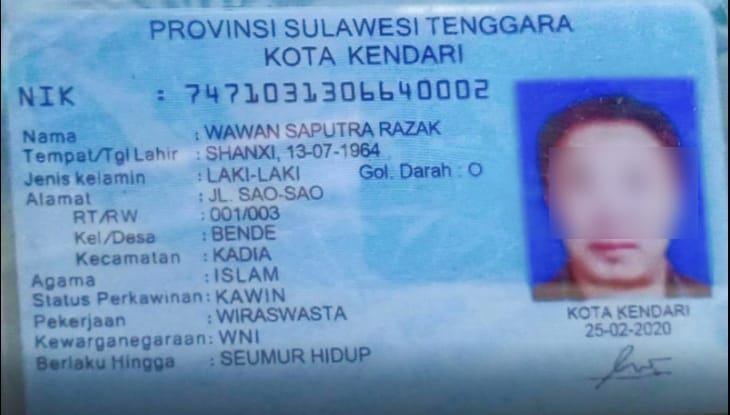 PROVINSI SULAWESI TENGGARA
KOTA KENDARI
NIK : 7471031306640002
Nama : WAWAN SAPUTRA RAZAK
Tempat/Tgl Lahir : SHANXI, 13-07-1964
Jenis kelamin : LAKI-LAKI Gol. Darah : O
Alamat : JL. SAO-SAO
RT/RW : 001/003
Kel/Desa : BENDE
Kecamatan : KADIA
Agama : ISLAM
Status Perkawinan: KAWIN
Pekerjaan : WIRASWASTA
Kewarganegaraan: WNI
Berlaku Hingga : SEUMUR HIDUP
KOTA KENDARI
25-02-2020